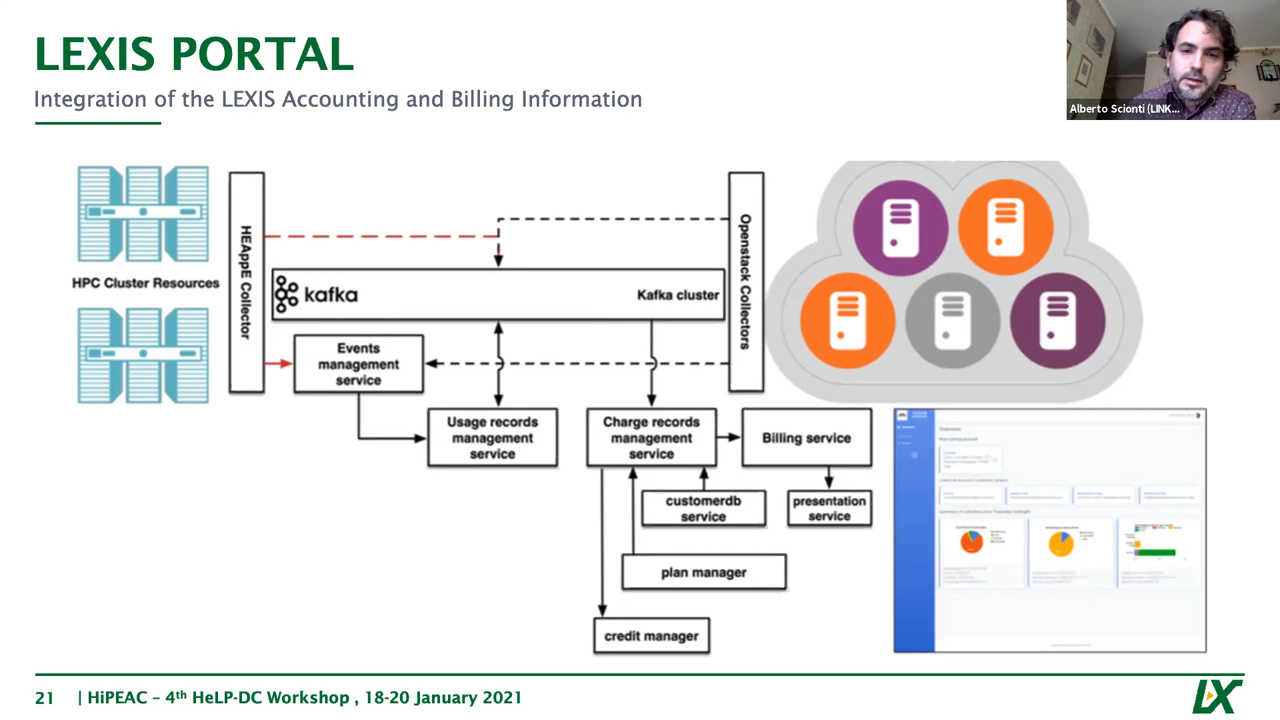 LEXIS PORTAL
Integration of the LEXIS Accounting and Billing Information
Alberto Scionti (LINK...
HPC Cluster Resources
HEAppE Collector
kafka
Kafka cluster
Openstack Collectors
Events
management
service
Usage records
management
service
Charge records
management
service
Billing service
customerdb
service
presentation
service
plan manager
credit manager
Overview
21 | HiPEAC – 4th HeLP-DC Workshop , 18-20 January 2021
LX